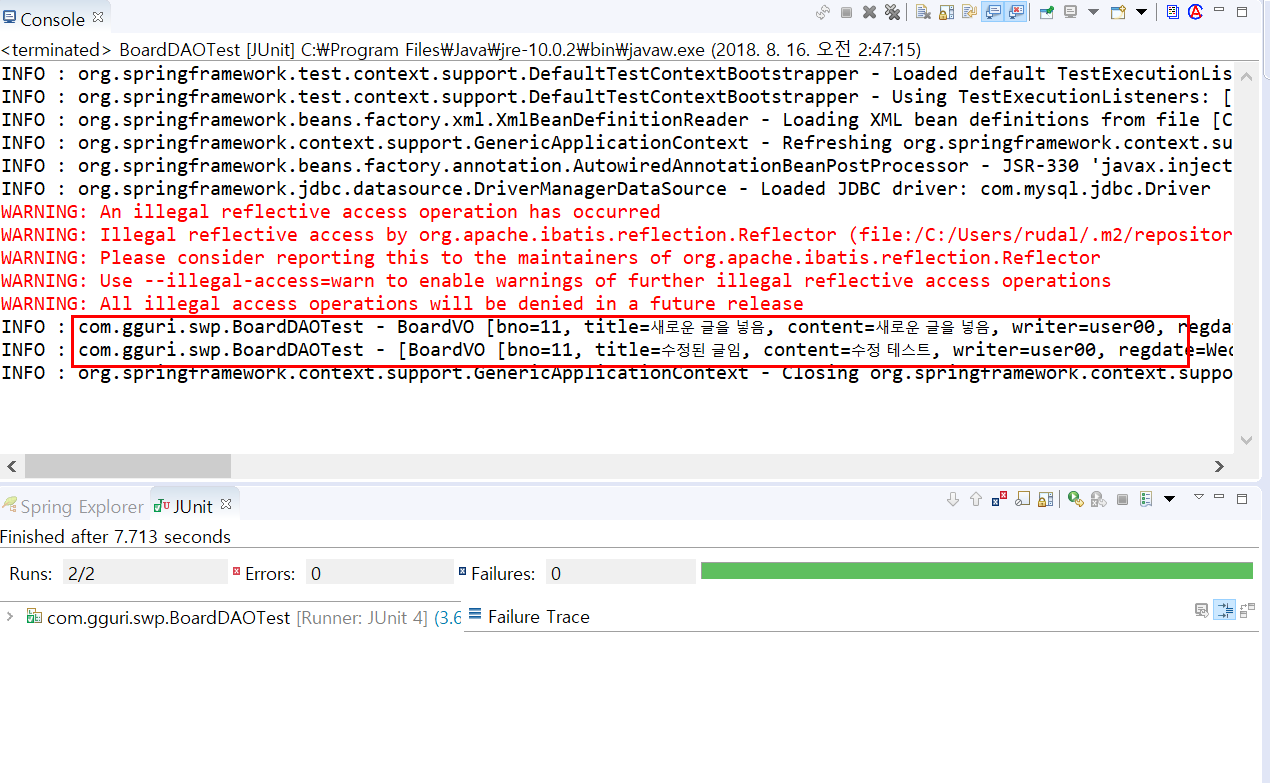 Console
<terminated> BoardDAOTest [JUnit] C:₩Program Files₩Java₩jre-10.0.2₩bin₩javaw.exe (2018. 8. 16. 오전 2:47:15)
INFO : org.springframework.test.context.support.DefaultTestContextBootstrapper - Loaded default TestExecutionLis
INFO : org.springframework.test.context.support.DefaultTestContextBootstrapper - Using TestExecutionListeners: [
INFO : org.springframework.beans.factory.xml.XmlBeanDefinitionReader - Loading XML bean definitions from file [C
INFO : org.springframework.context.support.GenericApplicationContext - Refreshing org.springframework.context.su
INFO : org.springframework.beans.factory.annotation.AutowiredAnnotationBeanPostProcessor - JSR-330 'javax.inject
INFO : org.springframework.jdbc.datasource.DriverManagerDataSource - Loaded JDBC driver: com.mysql.jdbc.Driver
WARNING: An illegal reflective access operation has occurred
WARNING: Illegal reflective access by org.apache.ibatis.reflection.Reflector (file:/C:/Users/rudal/.m2/repositor
WARNING: Please consider reporting this to the maintainers of org.apache.ibatis.reflection.Reflector
WARNING: Use --illegal-access=warn to enable warnings of further illegal reflective access operations
WARNING: All illegal access operations will be denied in a future release
INFO : com.gguri.swp.BoardDAOTest - BoardVO [bno=11, title=새로운 글을 넣음, content=새로운 글을 넣음, writer=user00, regda
INFO : com.gguri.swp.BoardDAOTest - [BoardVO [bno=11, title=수정된 글임, content=수정 테스트, writer=user00, regdate=Wed
INFO : org.springframework.context.support.GenericApplicationContext - Closing org.springframework.context.suppo
Spring Explorer JUnit
Finished after 7.713 seconds
Runs: 2/2 Errors: 0 Failures: 0
com.gguri.swp.BoardDAOTest [Runner: JUnit 4] (3.6 Failure Trace